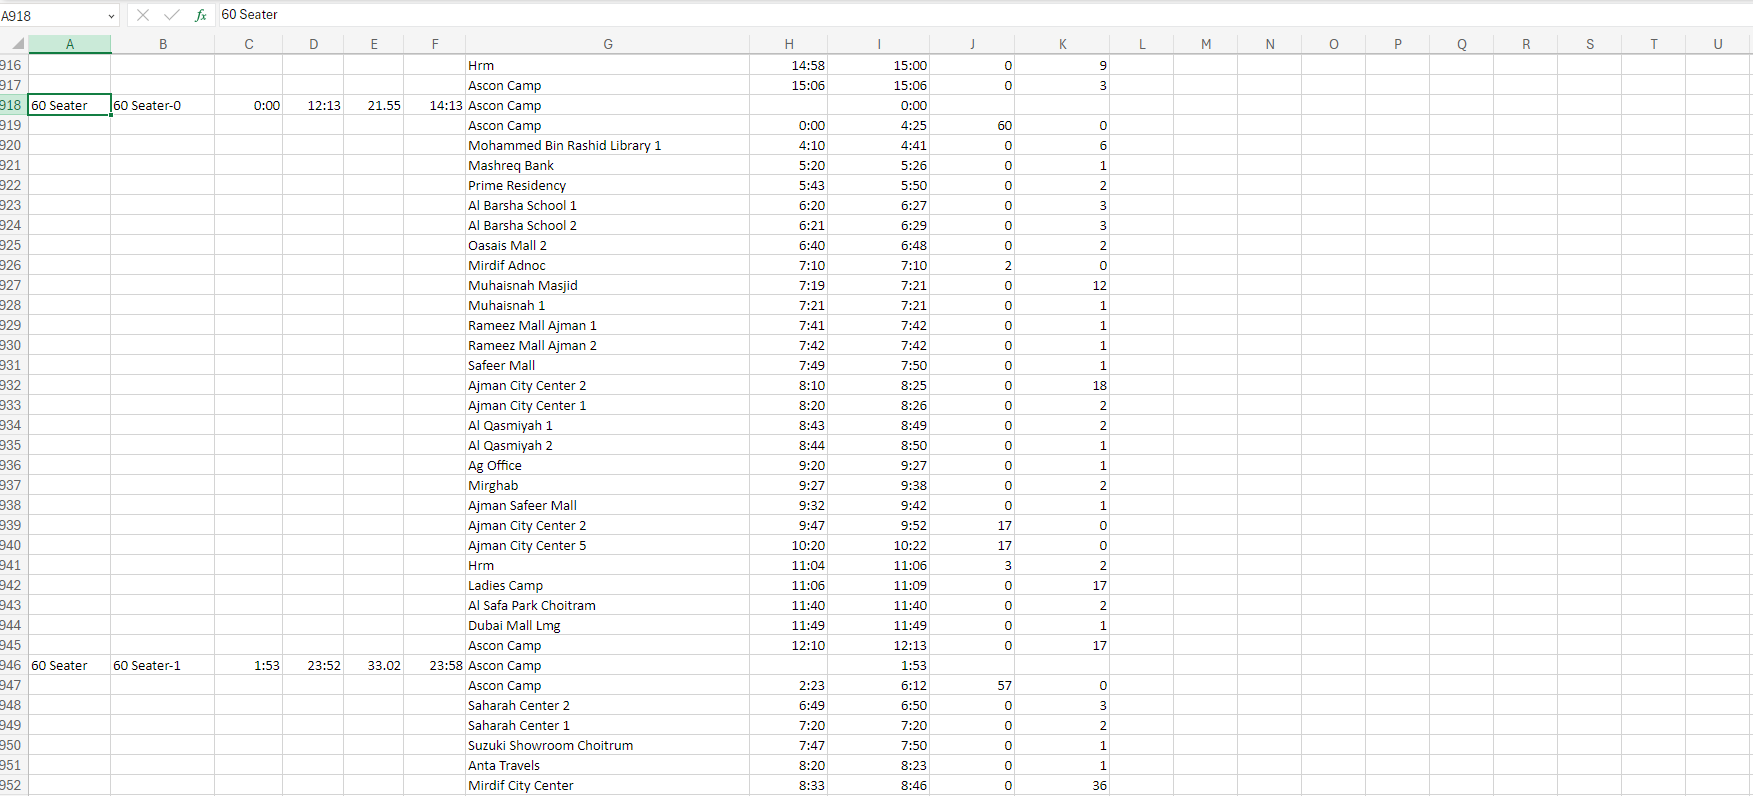 A918 fx 60 Seater
A B C D E F G H I J K L M N O P Q R S T U
916 Hrm 14:58 15:00 0 9
917 Ascon Camp 15:06 15:06 0 3
918 60 Seater 60 Seater-0 0:00 12:13 21.55 14:13 Ascon Camp 0:00
919 Ascon Camp 0:00 4:25 60 0
920 Mohammed Bin Rashid Library 1 4:10 4:41 0 6
921 Mashreq Bank 5:20 5:26 0 1
922 Prime Residency 5:43 5:50 0 2
923 Al Barsha School 1 6:20 6:27 0 3
924 Al Barsha School 2 6:21 6:29 0 3
925 Oasais Mall 2 6:40 6:48 0 2
926 Mirdif Adnoc 7:10 7:10 2 0
927 Muhaisnah Masjid 7:19 7:21 0 12
928 Muhaisnah 1 7:21 7:21 0 1
929 Rameez Mall Ajman 1 7:41 7:42 0 1
930 Rameez Mall Ajman 2 7:42 7:42 0 1
931 Safeer Mall 7:49 7:50 0 1
932 Ajman City Center 2 8:10 8:25 0 18
933 Ajman City Center 1 8:20 8:26 0 2
934 Al Qasmiyah 1 8:43 8:49 0 2
935 Al Qasmiyah 2 8:44 8:50 0 1
936 Ag Office 9:20 9:27 0 1
937 Mirghab 9:27 9:38 0 2
938 Ajman Safeer Mall 9:32 9:42 0 1
939 Ajman City Center 2 9:47 9:52 17 0
940 Ajman City Center 5 10:20 10:22 17 0
941 Hrm 11:04 11:06 3 2
942 Ladies Camp 11:06 11:09 0 17
943 Al Safa Park Choitram 11:40 11:40 0 2
944 Dubai Mall Lmg 11:49 11:49 0 1
945 Ascon Camp 12:10 12:13 0 17
946 60 Seater 60 Seater-1 1:53 23:52 33.02 23:58 Ascon Camp 1:53
947 Ascon Camp 2:23 6:12 57 0
948 Saharah Center 2 6:49 6:50 0 3
949 Saharah Center 1 7:20 7:20 0 2
950 Suzuki Showroom Choitrum 7:47 7:50 0 1
951 Anta Travels 8:20 8:23 0 1
952 Mirdif City Center 8:33 8:46 0 36